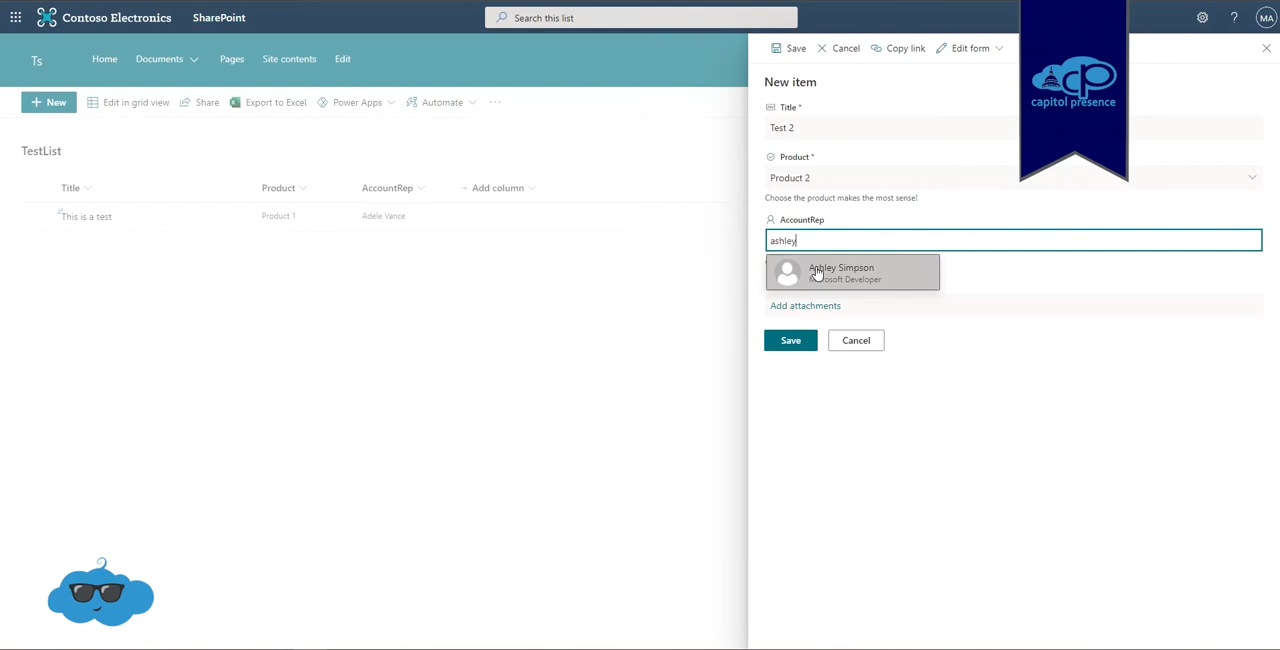 Contoso Electronics SharePoint
Search this list
? MA
Ts Home Documents Pages Site contents Edit
New Edit in grid view Share Export to Excel Power Apps Automate ...
TestList
Title Product AccountRep + Add column
This is a test Product 1 Adele Vance
Save Cancel Copy link Edit form
New item
Title *
Test 2
Product *
Product 2
Choose the product makes the most sense!
AccountRep
ashley
Ashley Simpson
Developer
Add attachments
Save Cancel
cp
capitol presence